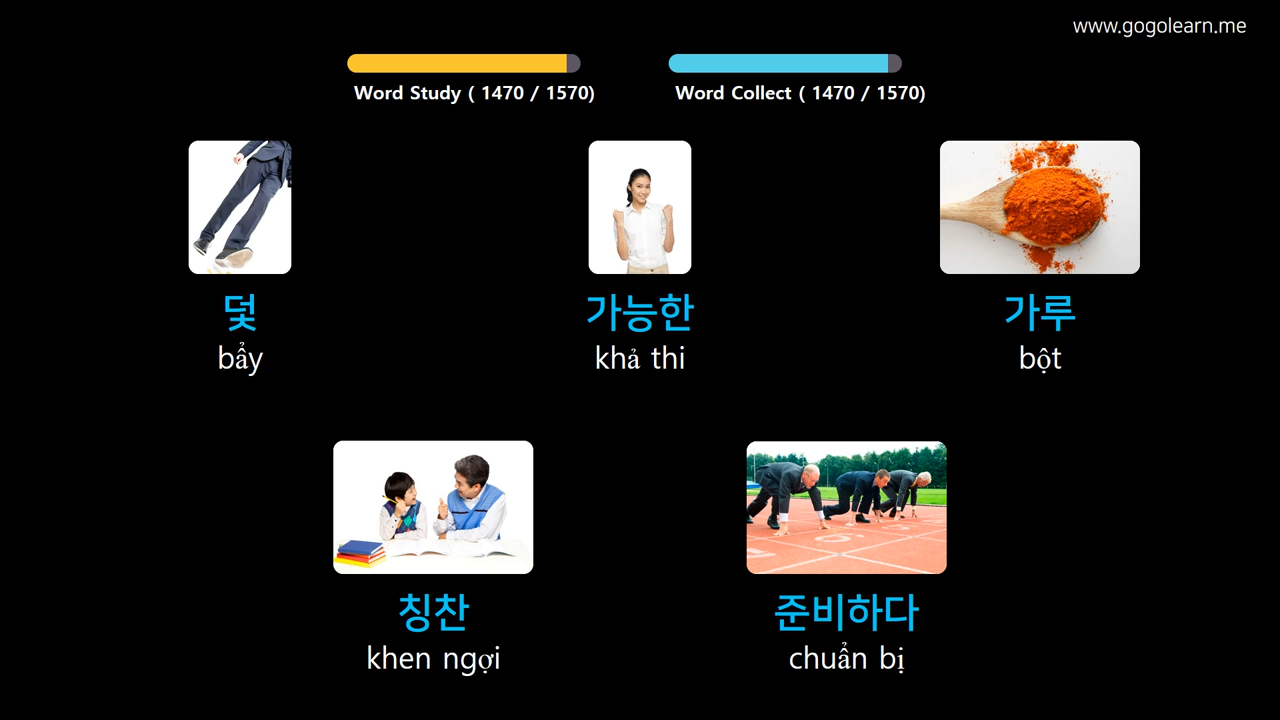 www.gogolearn.me
Word Study ( 1470 / 1570)
Word Collect ( 1470 / 1570)
덫
bẩy
가능한
khả thi
가루
bột
칭찬
khen ngợi
준비하다
chuẩn bị